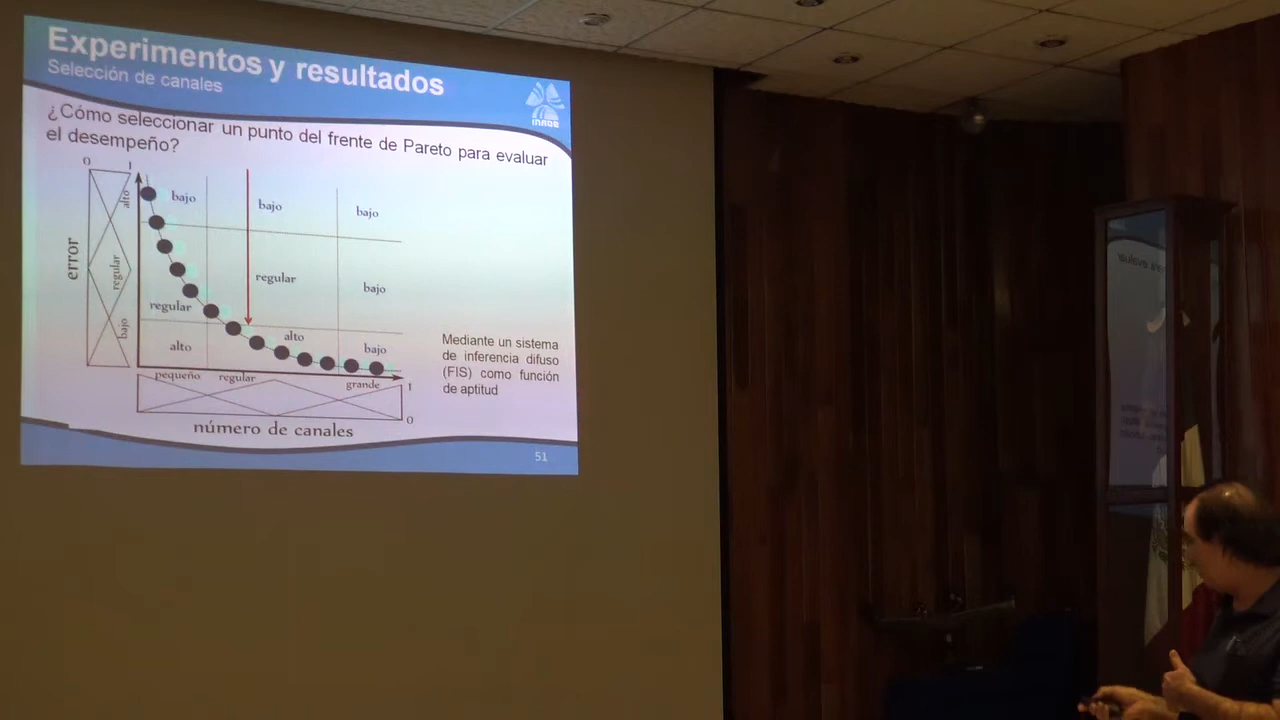 Experimentos y resultados
Selección de canales
INAOE
¿Cómo seleccionar un punto del frente de Pareto para evaluar
el desempeño?
0 1
alto
regular
bajo
error
bajo
bajo
bajo
regular
regular
bajo
alto
alto
bajo
pequeño regular grande
1
0
número de canales
Mediante un sistema
de inferencia difuso
(FIS) como función
de aptitud
51